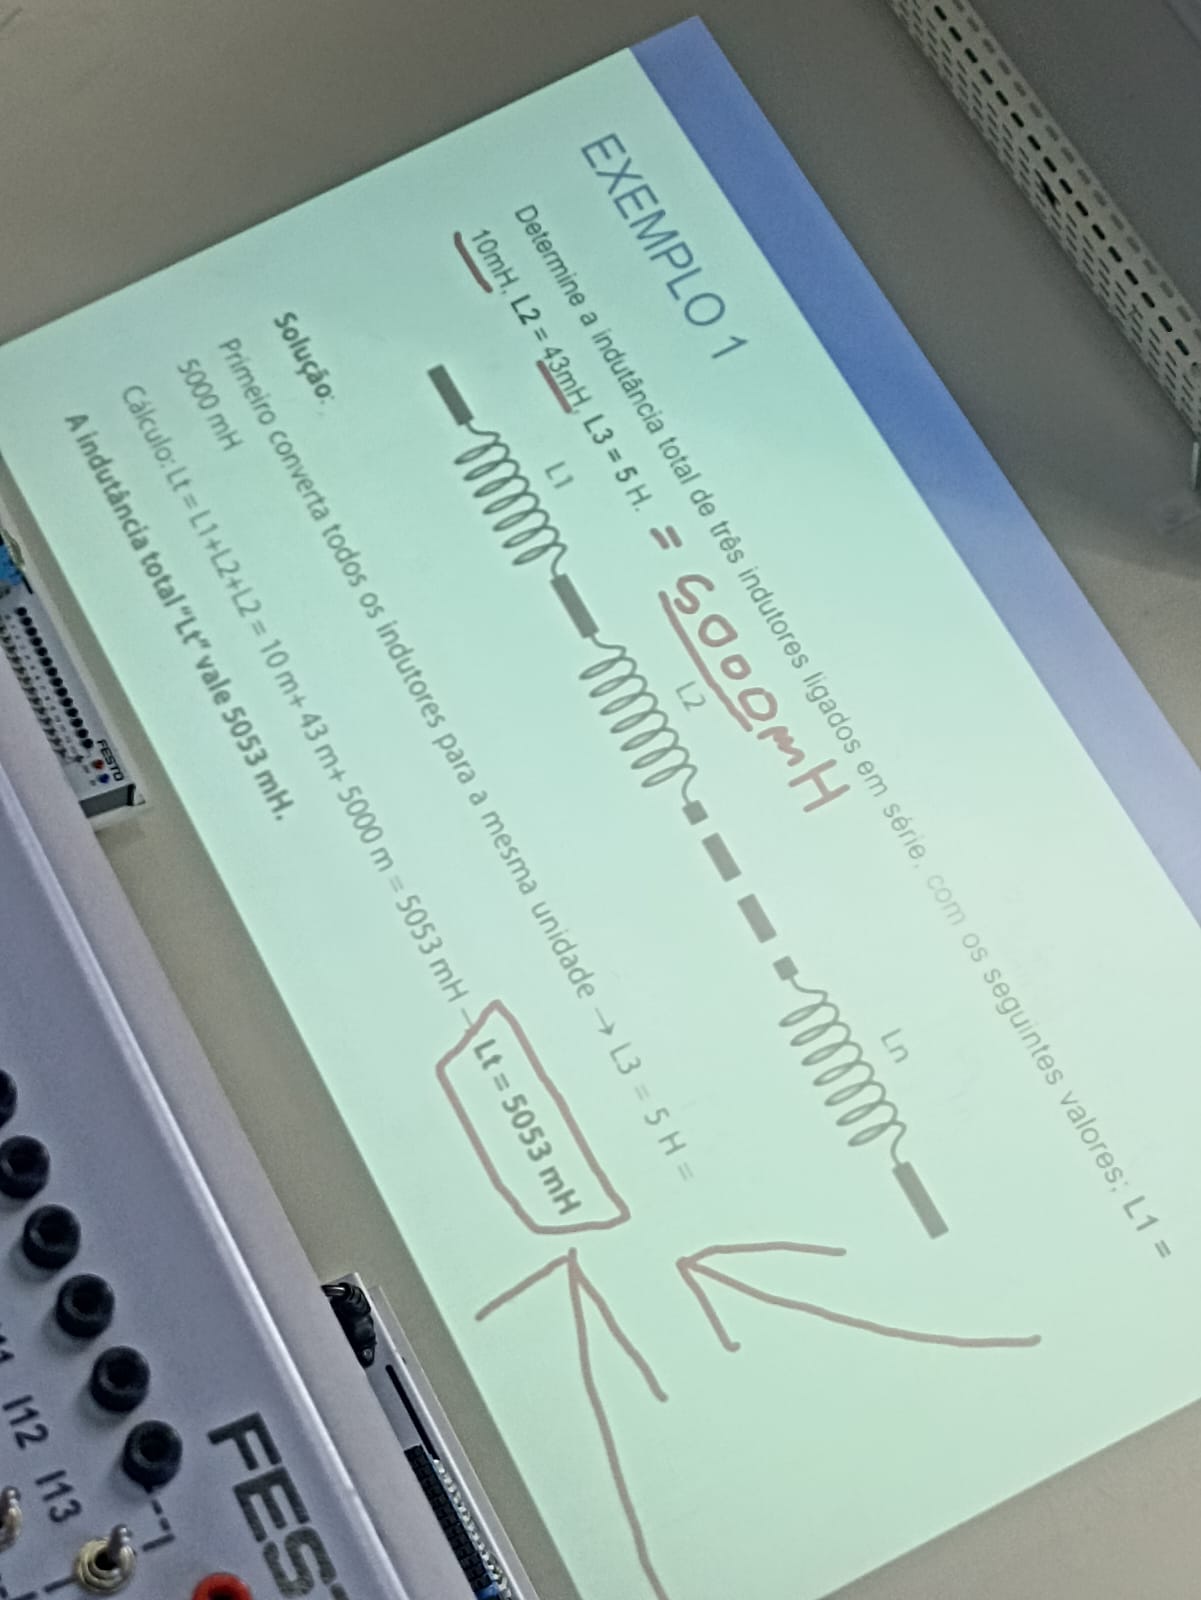 EXEMPLO 1
Determine a indutância total de três indutores ligados em série, com os seguintes valores; L1 =
10mH, L2 = 43mH, L3 = 5 H. = 5000mH
L1
L2
Ln
Solução:
Primeiro converta todos os indutores para a mesma unidade → L3 = 5 H =
5000 mH
Cálculo: Lt = L1+L2+L2 = 10 m+ 43 m+ 5000 m = 5053 mH → Lt = 5053 mH
A indutância total "Lt" vale 5053 mH.
FESTO
I12
I13